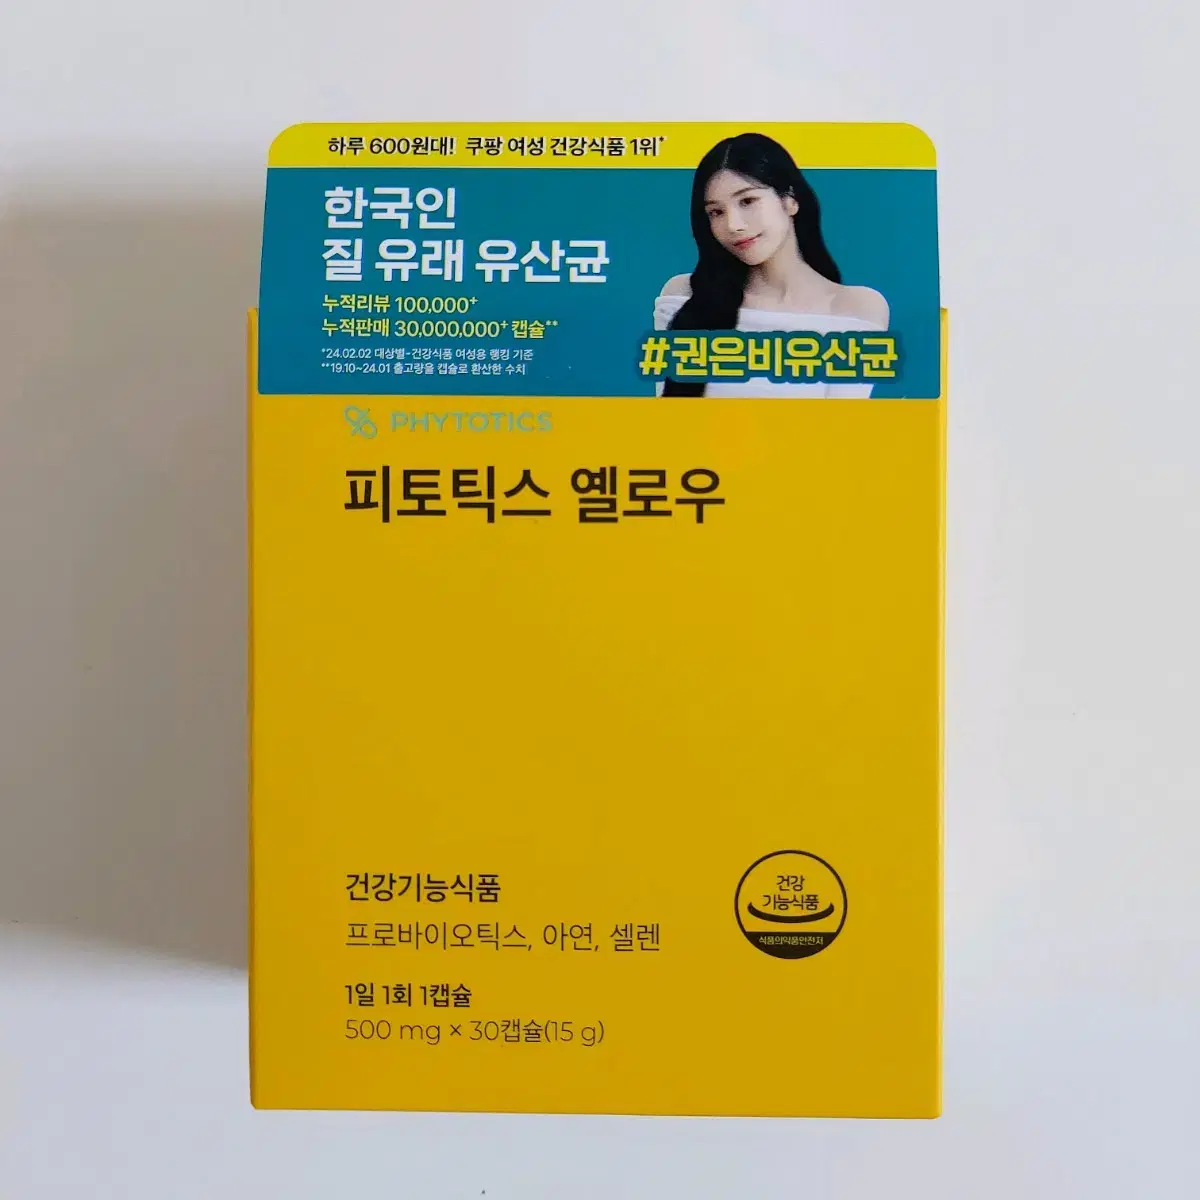 하루 600원대! 쿠팡 여성 건강식품 1위*
한국인
질 유래 유산균
누적리뷰 100,000+
누적판매 30,000,000+ 캡슐**
*24.02.02 대상별-건강식품 여성용 랭킹 기준
**19.10~24.01 출고량을 캡슐로 환산한 수치
#권은비유산균
PHYTOTICS
피토틱스 옐로우
건강기능식품
프로바이오틱스, 아연, 셀렌
1일 1회 1캡슐
500 mg × 30캡슐(15 g)
건강
기능식품
식품의약품안전처